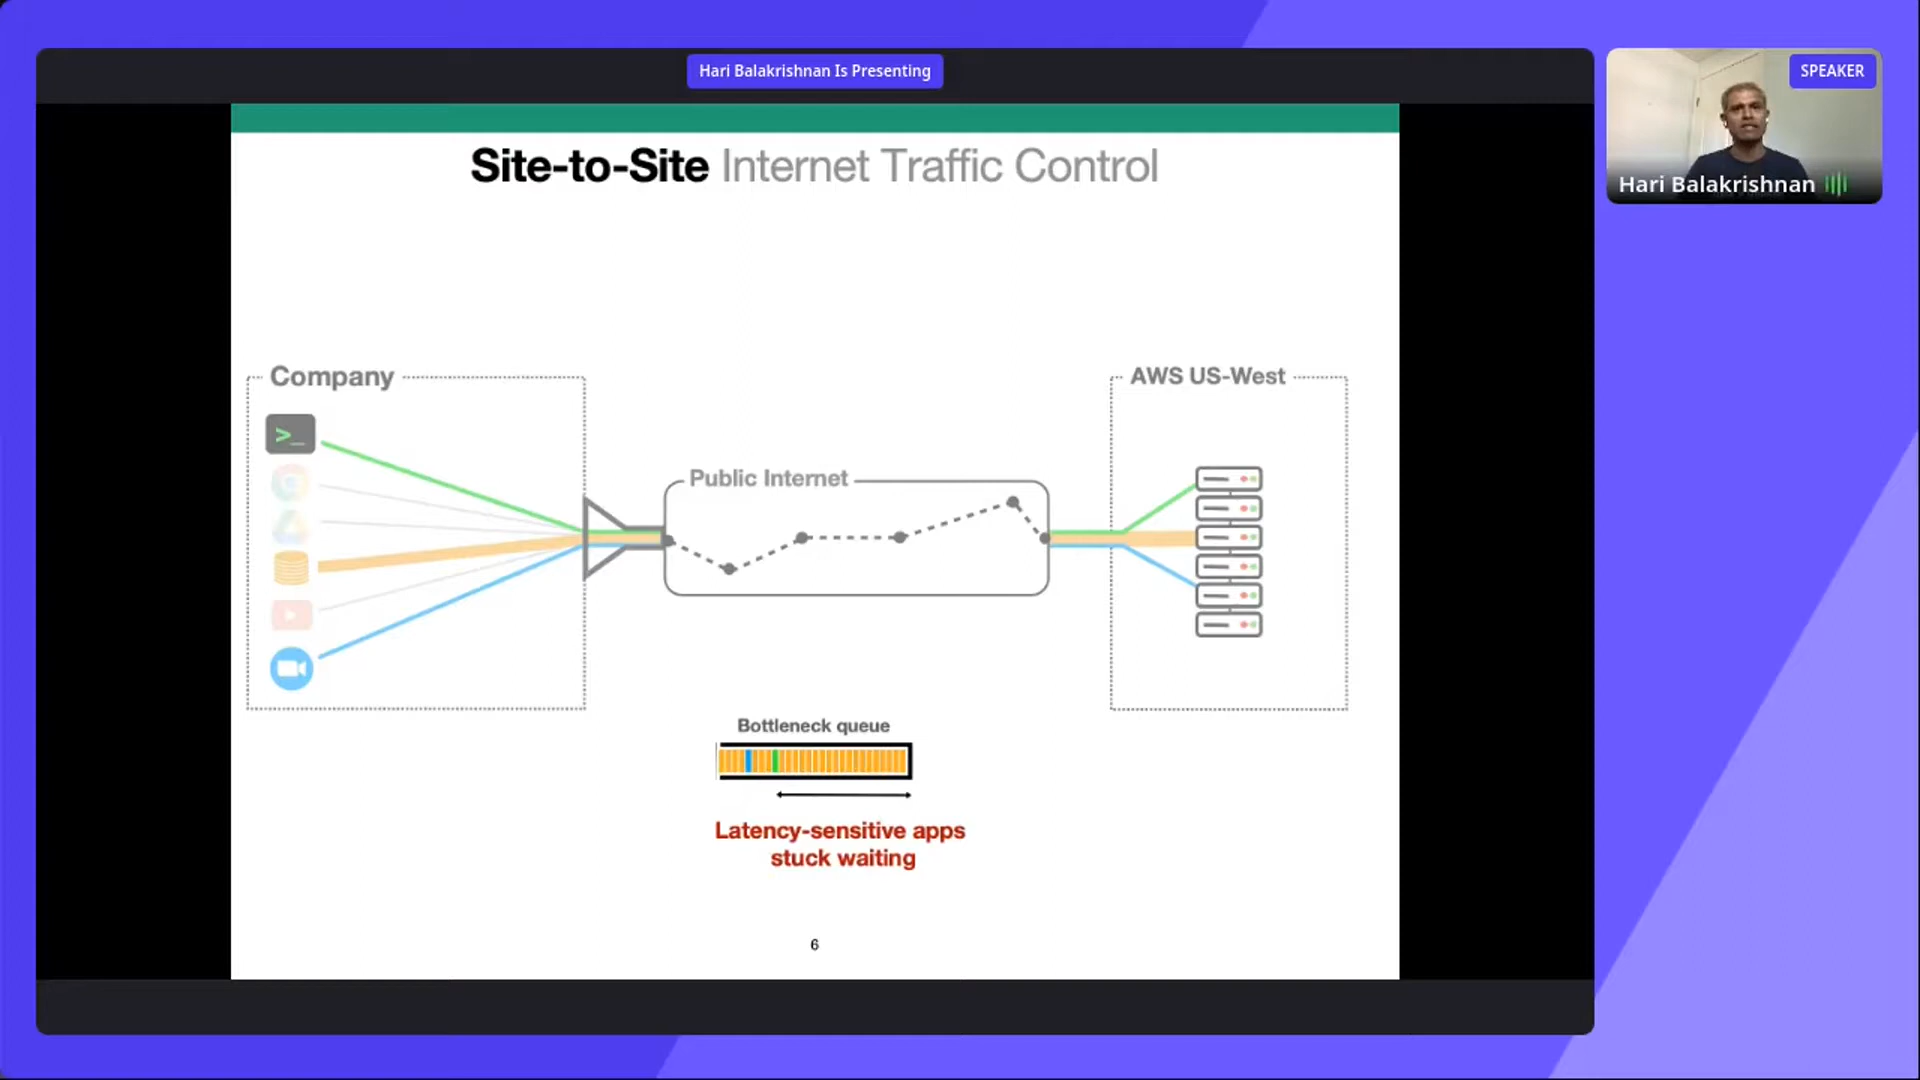 Hari Balakrishnan Is Presenting
SPEAKER
Hari Balakrishnan
Site-to-Site Internet Traffic Control
Company
AWS US-West
>_
Public Internet
Bottleneck queue
Latency-sensitive apps
stuck waiting
6